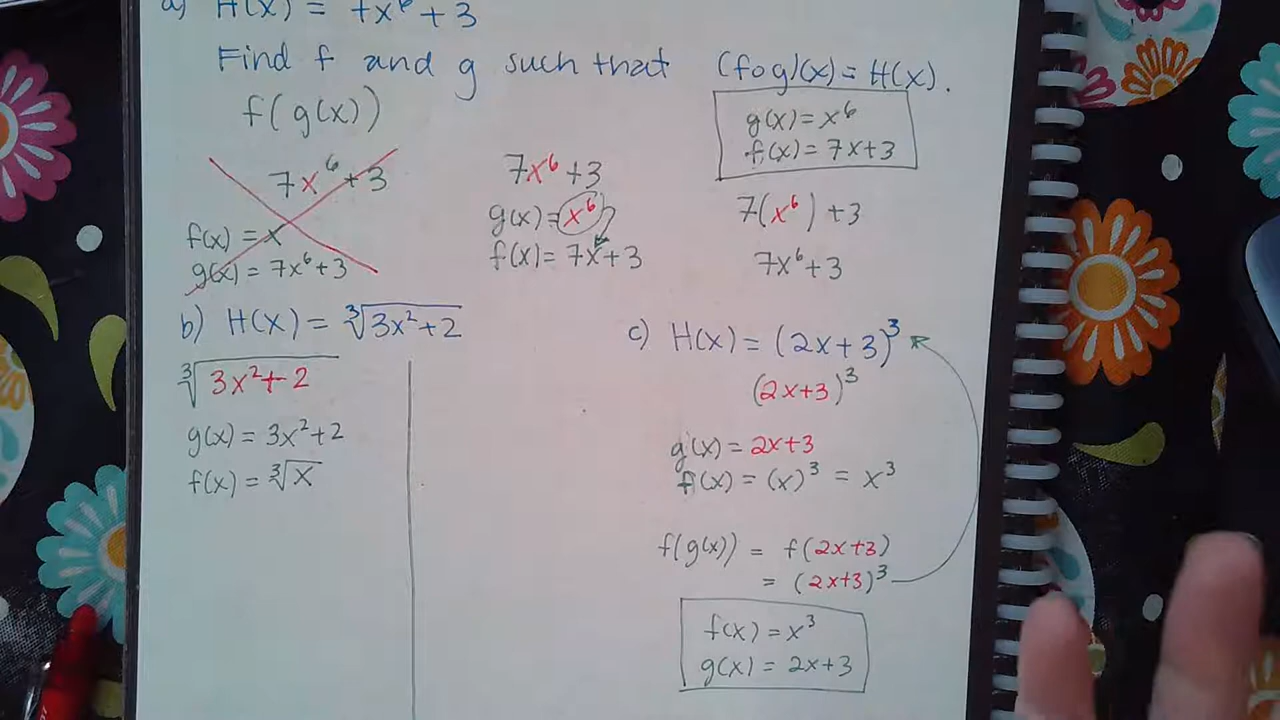 a) H(x) = 7x⁶ + 3
Find f and g such that (f∘g)(x) = H(x).
f(g(x))
g(x) = x⁶
f(x) = 7x+3
7x⁶+3
f(x) = x
g(x) = 7x⁶+3
7x⁶+3
g(x) = x⁶
f(x) = 7x+3
7(x⁶) +3
7x⁶+3
b) H(x) = ∛(3x²+2)
∛(3x²+2)
g(x) = 3x²+2
f(x) = ∛x
c) H(x) = (2x+3)³
(2x+3)³
g(x) = 2x+3
f(x) = (x)³ = x³
f(g(x)) = f(2x+3)
= (2x+3)³
f(x) = x³
g(x) = 2x+3